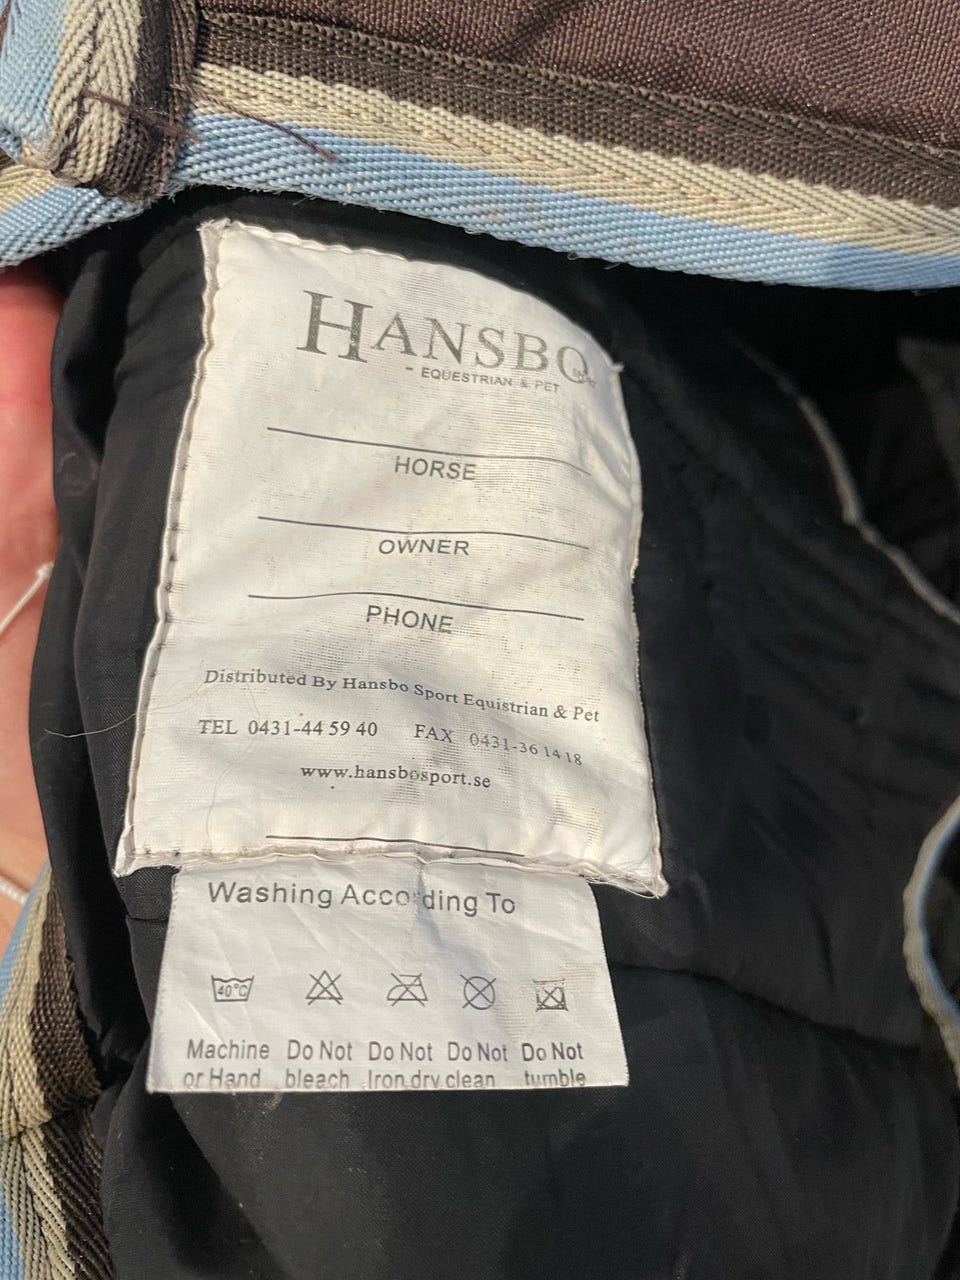 HANSBO
- EQUESTRIAN & PET
HORSE
OWNER
PHONE
Distributed By Hansbo Sport Equistrian & Pet
TEL 0431-44 59 40 FAX 0431-36 14 18
www.hansbosport.se
Washing According To
40°C
Machine Do Not Do Not Do Not Do Not
or Hand bleach Iron dry clean tumble